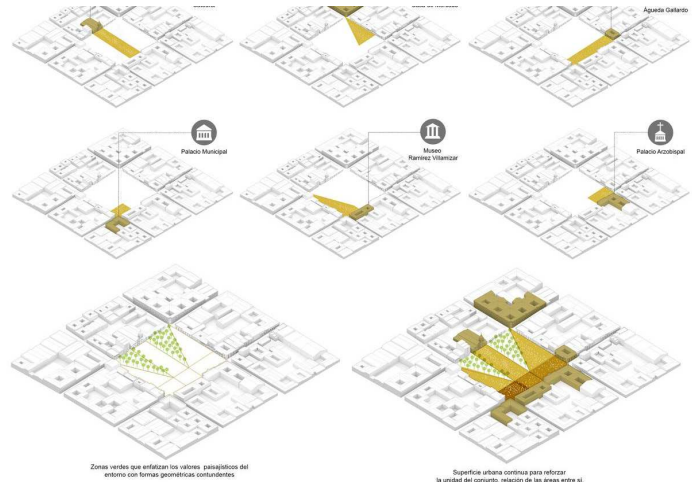 Águeda Gallardo
Palacio Municipal
Museo
Ramírez Villamizar
Palacio Arzobispal
Zonas verdes que enfatizan los valores paisajísticos del
entorno con formas geométricas contundentes
Superficie urbana continua para reforzar
la unidad del conjunto, relación de las áreas entre sí.